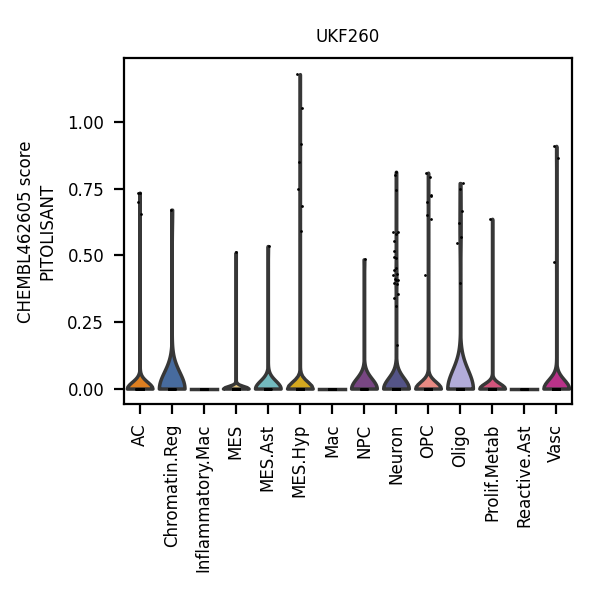 UKF260
CHEMBL462605 score
PITOLISANT
1.00
0.75
0.50
0.25
0.00
AC
Chromatin.Reg
Inflammatory.Mac
MES
MES.Ast
MES.Hyp
Mac
NPC
Neuron
OPC
Oligo
Prolif.Metab
Reactive.Ast
Vasc